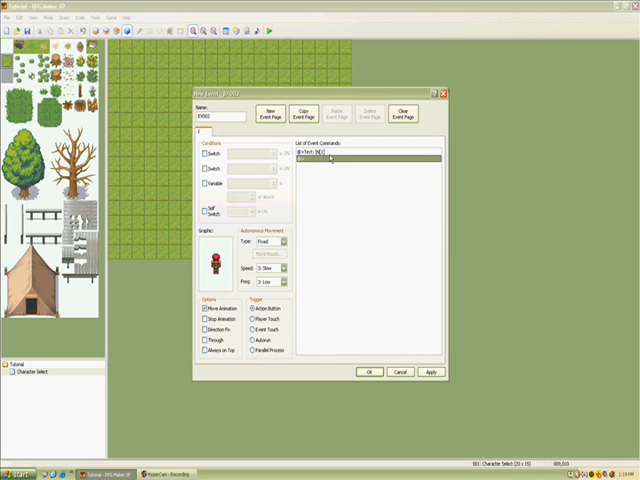 Tutorial - RPG Maker XP
File Edit View Mode Draw Scale Tools Game Help
New Event - ID:003
Name:
EV003
New Event Page
Copy Event Page
Paste Event Page
Delete Event Page
Clear Event Page
1
Conditions
Switch
is ON
Switch
is ON
Variable
is
or above
Self Switch
is ON
Graphic:
Autonomous Movement
Type: Fixed
Move Route...
Speed: 3: Slow
Freq: 3: Low
Options
Move Animation
Stop Animation
Direction Fix
Through
Always on Top
Trigger
Action Button
Player Touch
Event Touch
Autorun
Parallel Process
List of Event Commands:
@>Text: \N[1]
@>
OK
Cancel
Apply
Tutorial
Character Select
001: Character Select (20 x 15)
start
Tutorial - RPG Maker XP
HyperCam - Recording
1:19 PM